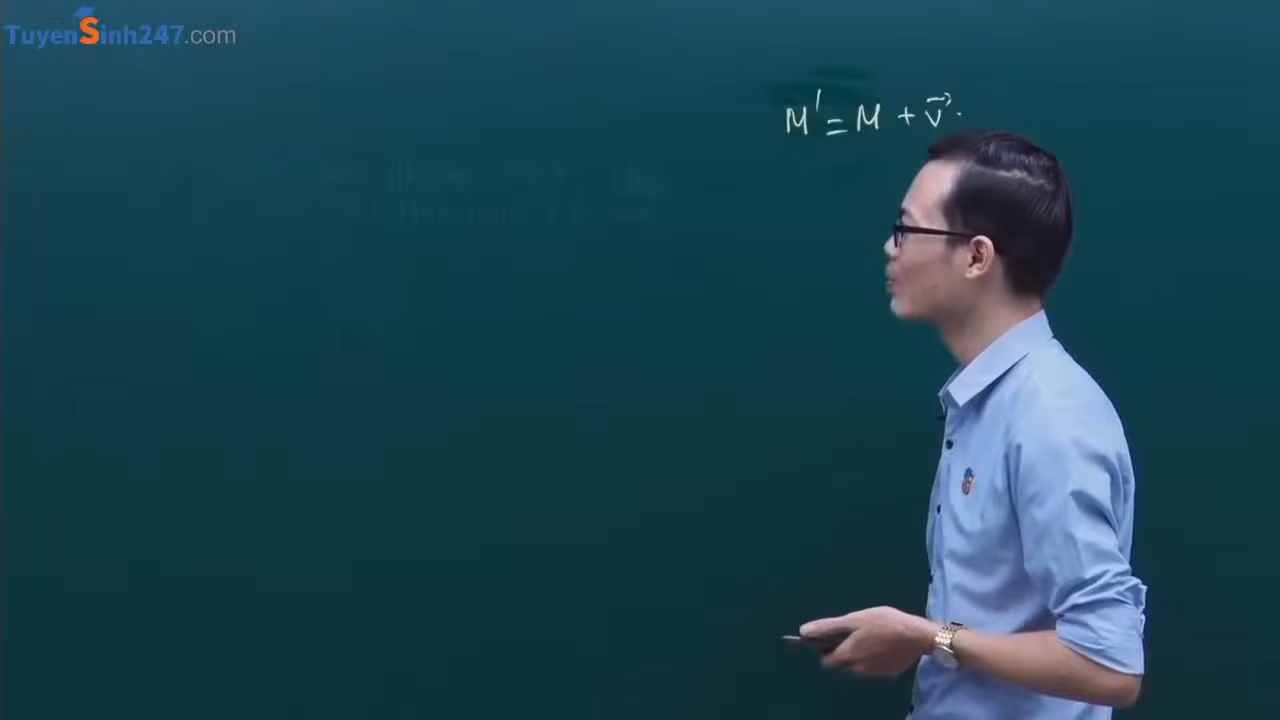 TuyenSinh247.com
M' = M + v⃗.